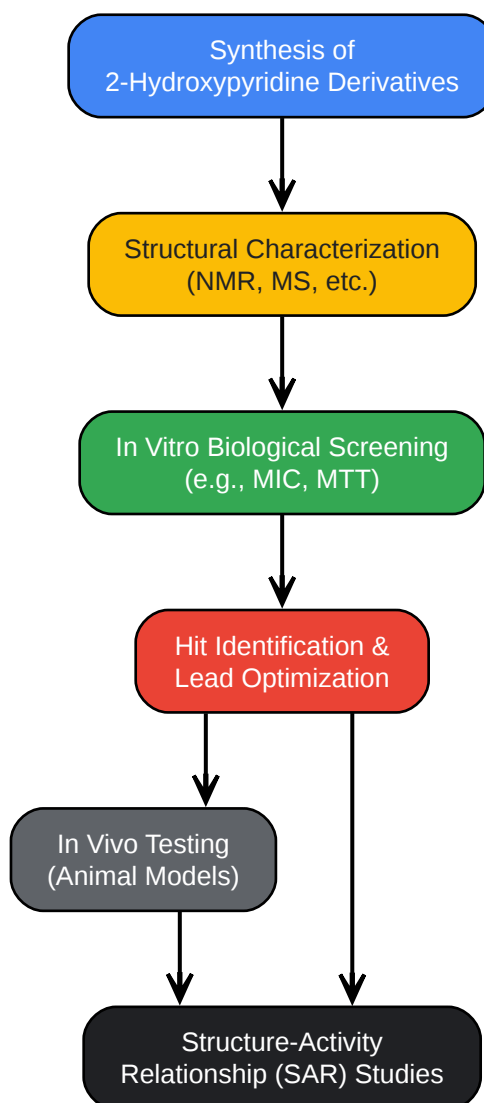 Synthesis of
2-Hydroxypyridine Derivatives
Structural Characterization
(NMR, MS, etc.)
In Vitro Biological Screening
(e.g., MIC, MTT)
Hit Identification &
Lead Optimization
In Vivo Testing
(Animal Models)
Structure-Activity
Relationship (SAR) Studies